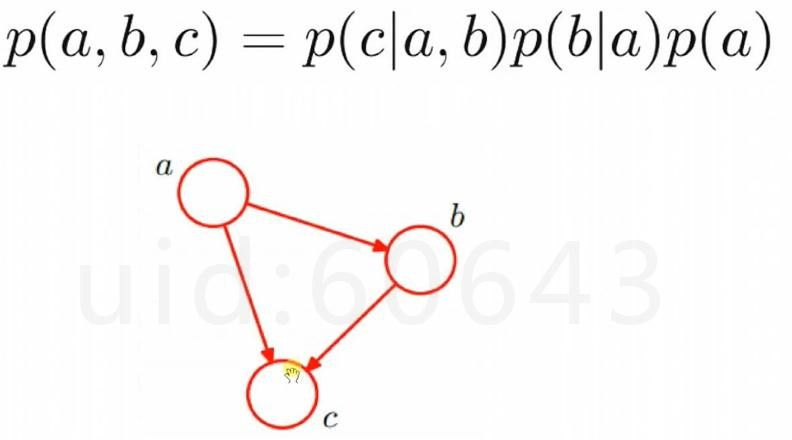 p(a, b, c) = p(c|a, b)p(b|a)p(a)
a
b
uid:60643
c